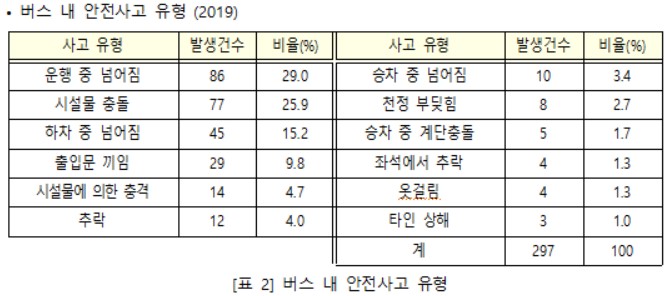 • 버스 내 안전사고 유형 (2019)
사고 유형 발생건수 비율(%) 사고 유형 발생건수 비율(%)
운행 중 넘어짐 86 29.0 승차 중 넘어짐 10 3.4
시설물 충돌 77 25.9 천정 부딪힘 8 2.7
하차 중 넘어짐 45 15.2 승차 중 계단충돌 5 1.7
출입문 끼임 29 9.8 좌석에서 추락 4 1.3
시설물에 의한 충격 14 4.7 옷걸림 4 1.3
추락 12 4.0 타인 상해 3 1.0
계 297 100
[표 2] 버스 내 안전사고 유형